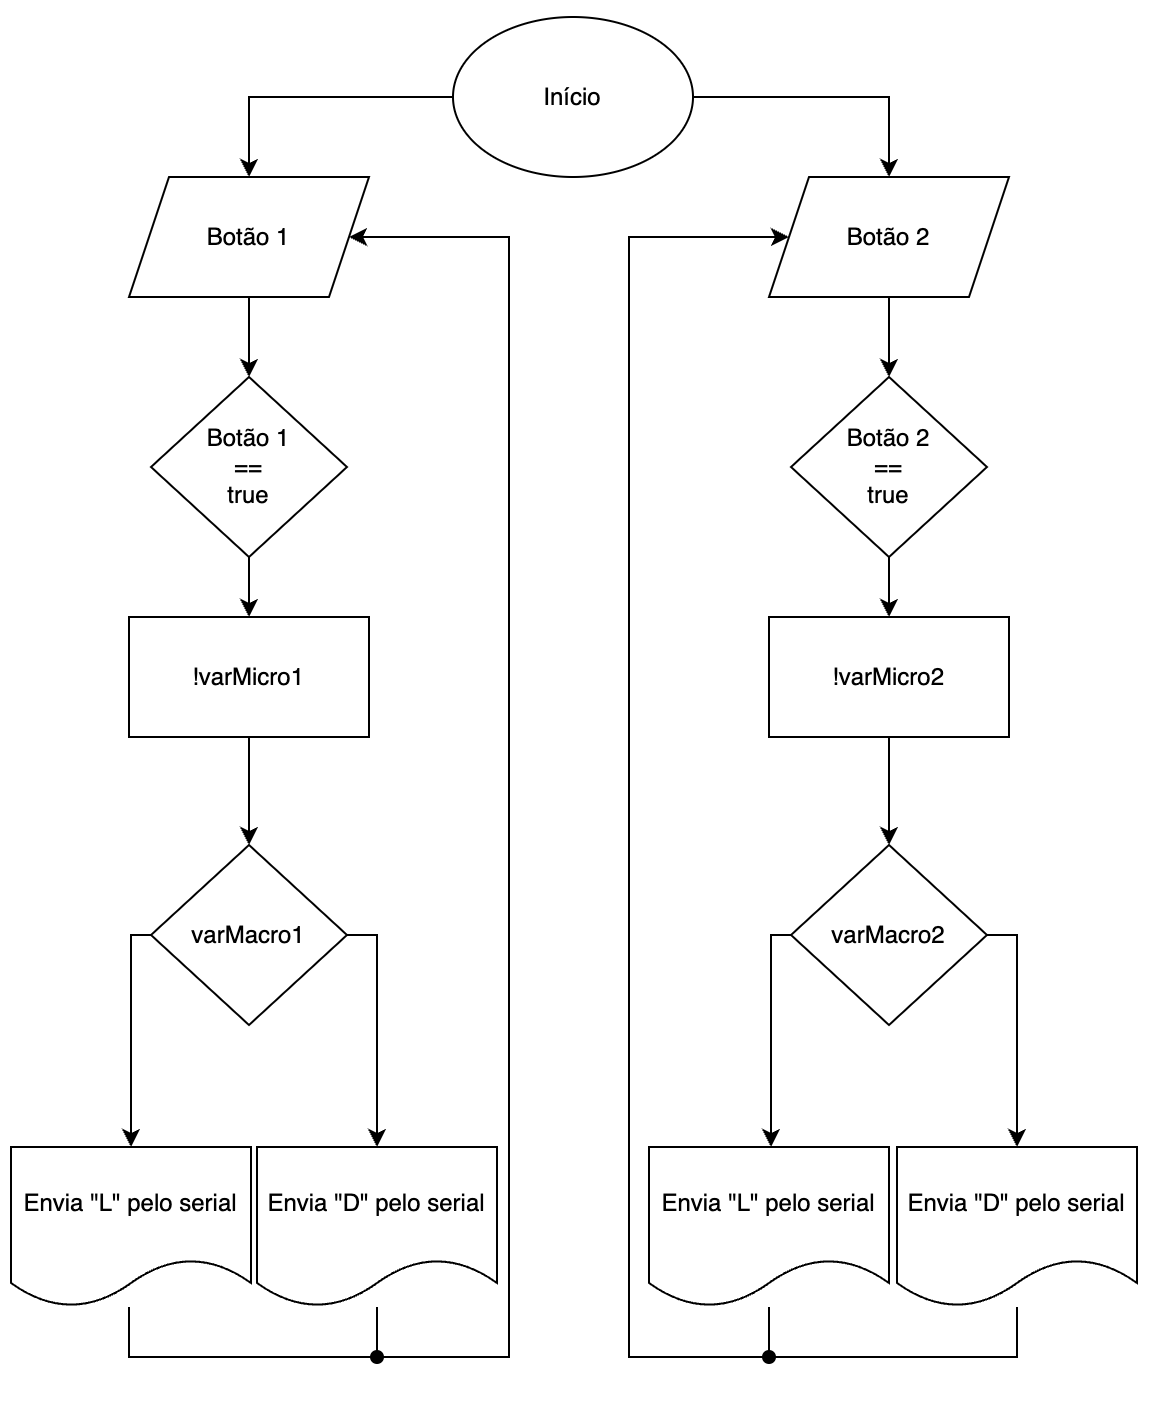 Início
Botão 1
Botão 2
Botão 1
==
true
Botão 2
==
true
!varMicro1
!varMicro2
varMacro1
varMacro2
Envia "L" pelo serial
Envia "D" pelo serial
Envia "L" pelo serial
Envia "D" pelo serial